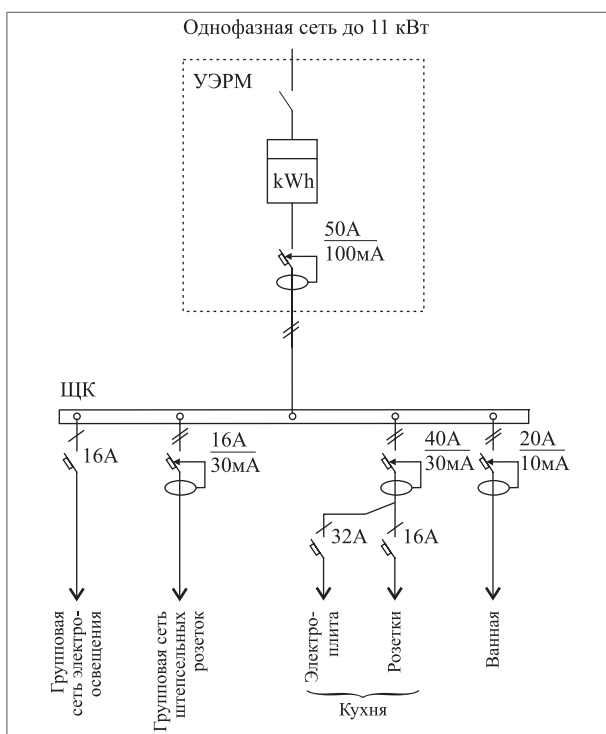 Однофазная сеть до 11 кВт
УЭРМ
kWh
50А
100мА
ЩК
16А
16А
30мА
40А
30мА
20А
10мА
32А
16А
Групповая
сеть электро-
освещения
Групповая сеть
штепсельных
розеток
Электро-
плита
Розетки
Ванная
Кухня